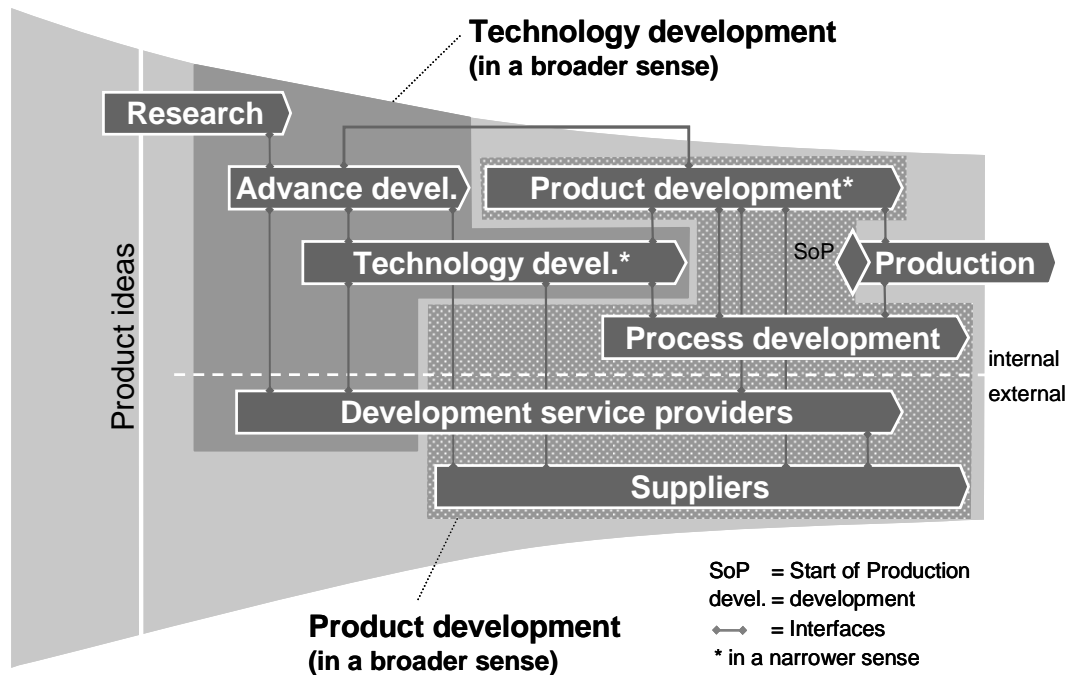 Technology development
(in a broader sense)
Research
Advance devel.
Product development*
Product ideas
Technology devel.*
SoP
Production
Process development
internal
external
Development service providers
Suppliers
Product development
(in a broader sense)
SoP = Start of Production
devel. = development
= Interfaces
* in a narrower sense